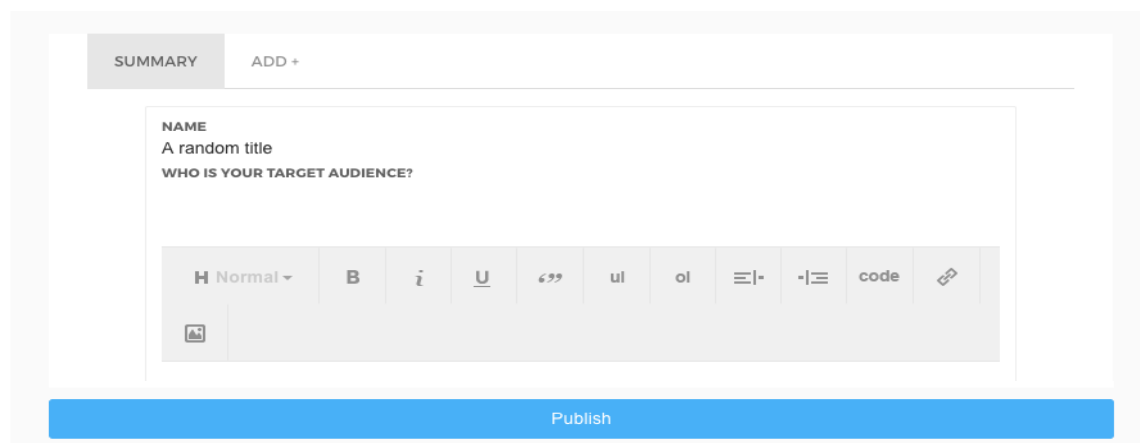 SUMMARY ADD +
NAME
A random title
WHO IS YOUR TARGET AUDIENCE?
H Normal B i U “” ul ol code
Publish